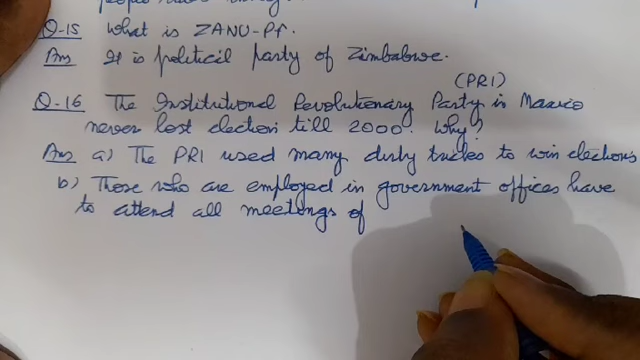 Q-15 What is ZANU-PF.
Ans It is political party of Zimbabwe.
(PRI)
Q-16 The Institutional Revolutionary Party in Mexico
never lost election till 2000. Why?
Ans a) The PRI used many dirty tricks to win elections
b) Those who are employed in government offices have
to attend all meetings of